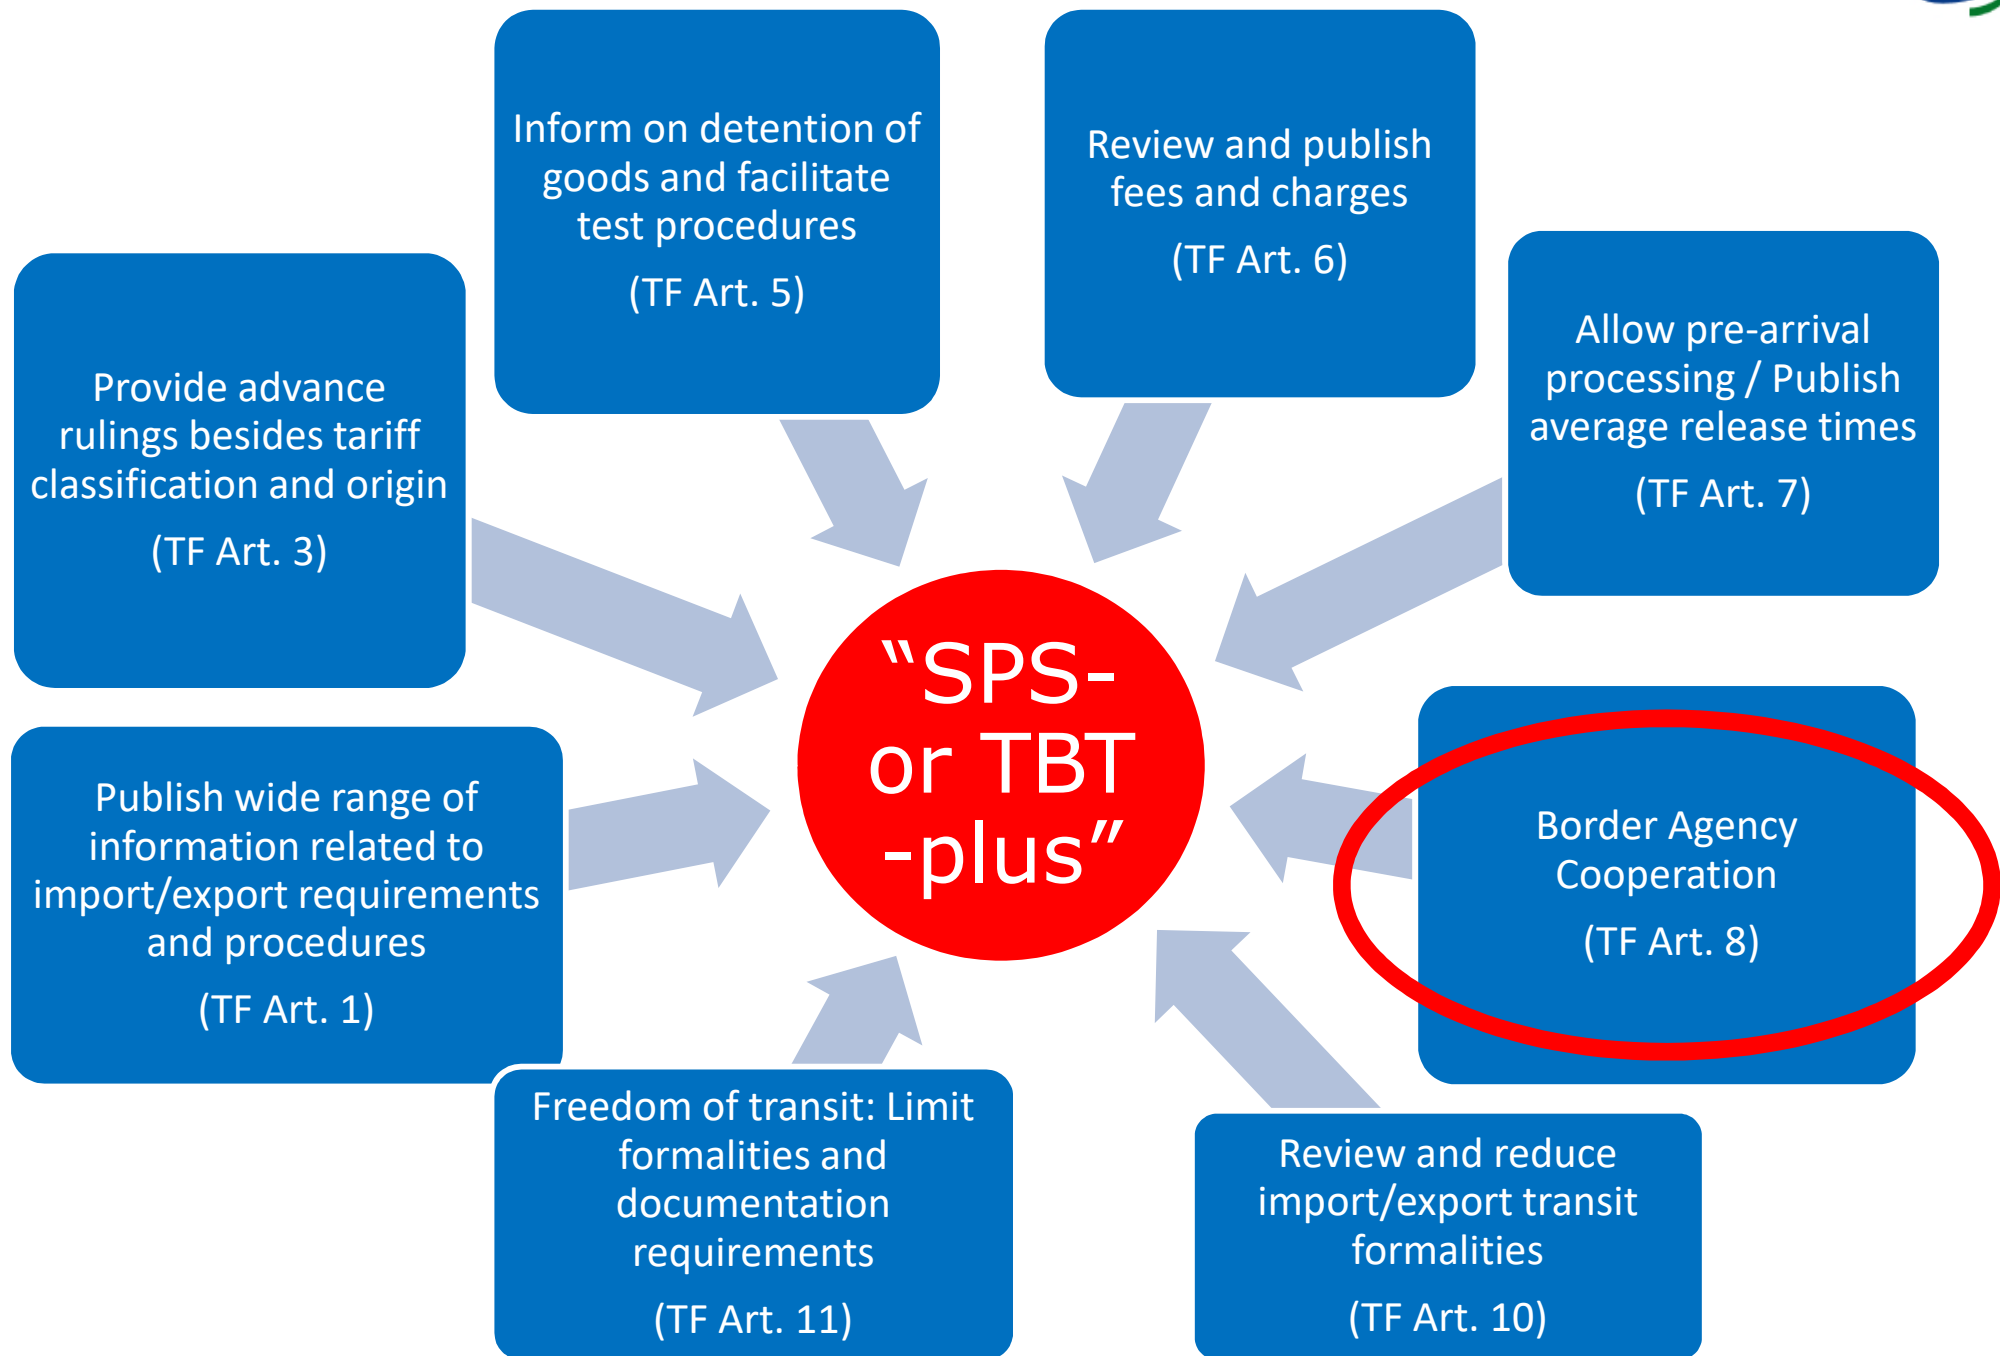 Inform on detention of
goods and facilitate
test procedures
(TF Art. 5)
Review and publish
fees and charges
(TF Art. 6)
Allow pre-arrival
processing / Publish
average release times
(TF Art. 7)
Provide advance
rulings besides tariff
classification and origin
(TF Art. 3)
“SPS-
or TBT
-plus”
Publish wide range of
information related to
import/export requirements
and procedures
(TF Art. 1)
Border Agency
Cooperation
(TF Art. 8)
Freedom of transit: Limit
formalities and
documentation
requirements
(TF Art. 11)
Review and reduce
import/export transit
formalities
(TF Art. 10)